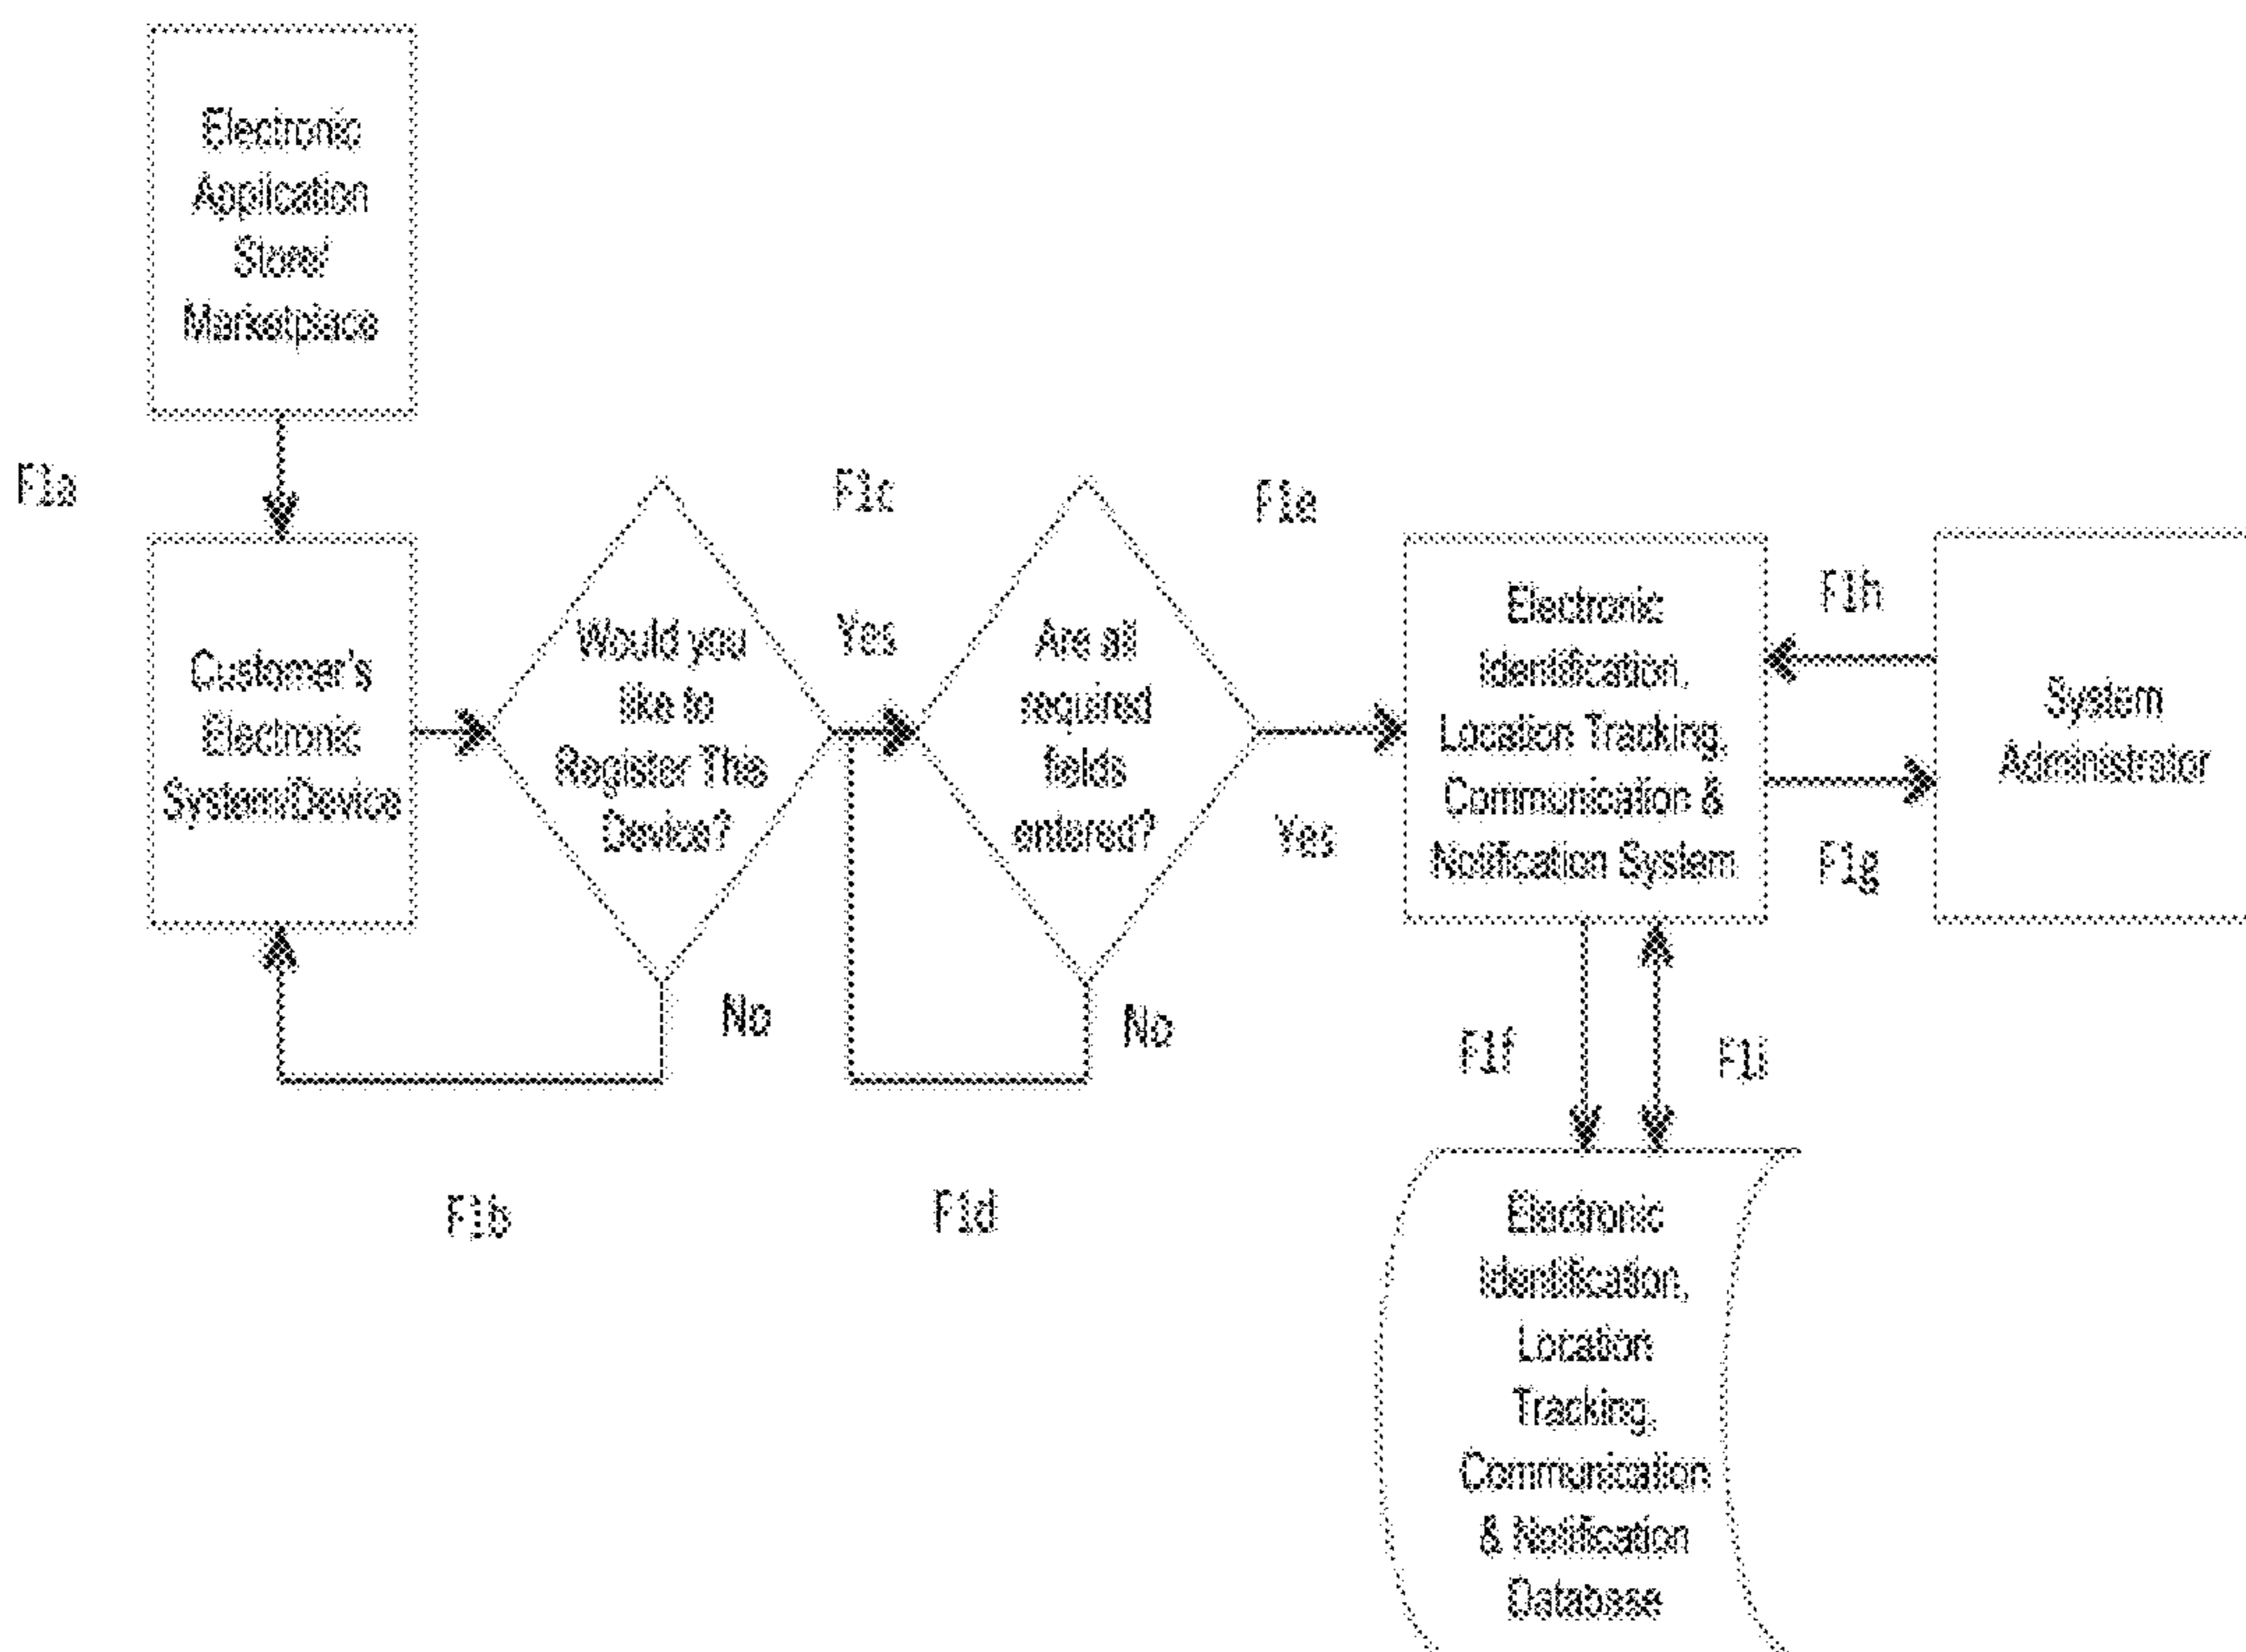 Electronic
Application
Store/
Marketplace
F1a
Customer's
Electronic
System/Device
Would you
like to
Register This
Device?
F1c
Yes
No
F1b
Are all
required
fields
entered?
F1e
Yes
No
F1d
Electronic
Identification,
Location Tracking,
Communication &
Notification System
F1h
F1g
System
Administrator
F1f
F1i
Electronic
Identification,
Location
Tracking,
Communication
& Notification
Database